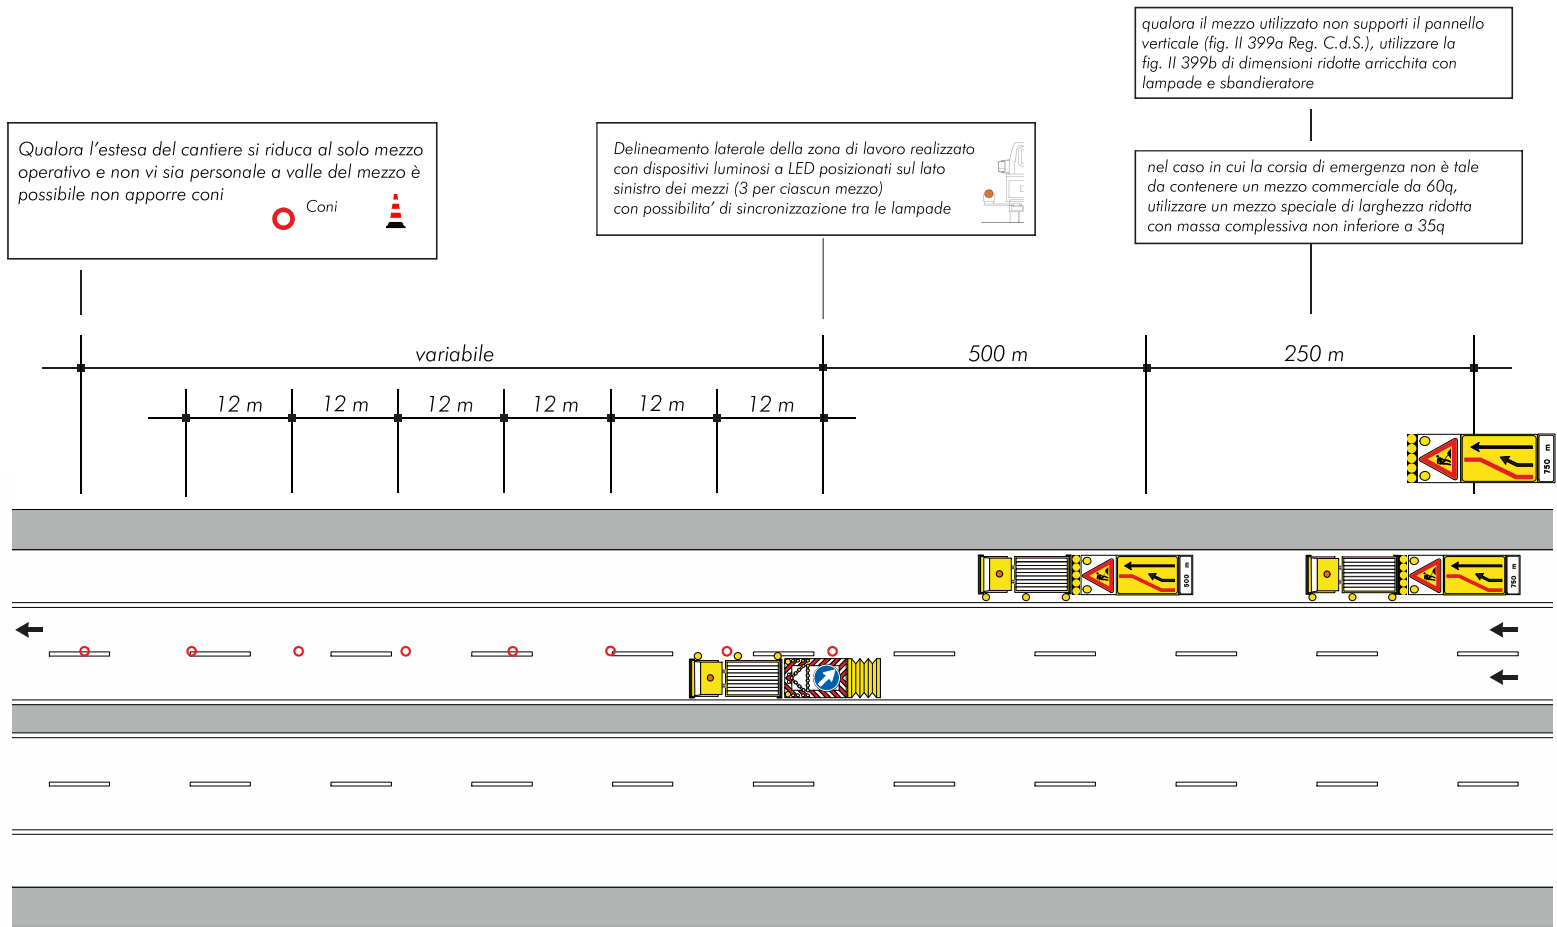 qualora il mezzo utilizzato non supporti il pannello
verticale (fig. II 399a Reg. C.d.S.), utilizzare la
fig. II 399b di dimensioni ridotte arricchita con
lampade e sbandieratore
Qualora l'estesa del cantiere si riduca al solo mezzo
operativo e non vi sia personale a valle del mezzo è
possibile non apporre coni
Coni
Delineamento laterale della zona di lavoro realizzato
con dispositivi luminosi a LED posizionati sul lato
sinistro dei mezzi (3 per ciascun mezzo)
con possibilita' di sincronizzazione tra le lampade
nel caso in cui la corsia di emergenza non è tale
da contenere un mezzo commerciale da 60q,
utilizzare un mezzo speciale di larghezza ridotta
con massa complessiva non inferiore a 35q
variabile
500 m
250 m
12 m
12 m
12 m
12 m
12 m
12 m
750 m
500 m
750 m